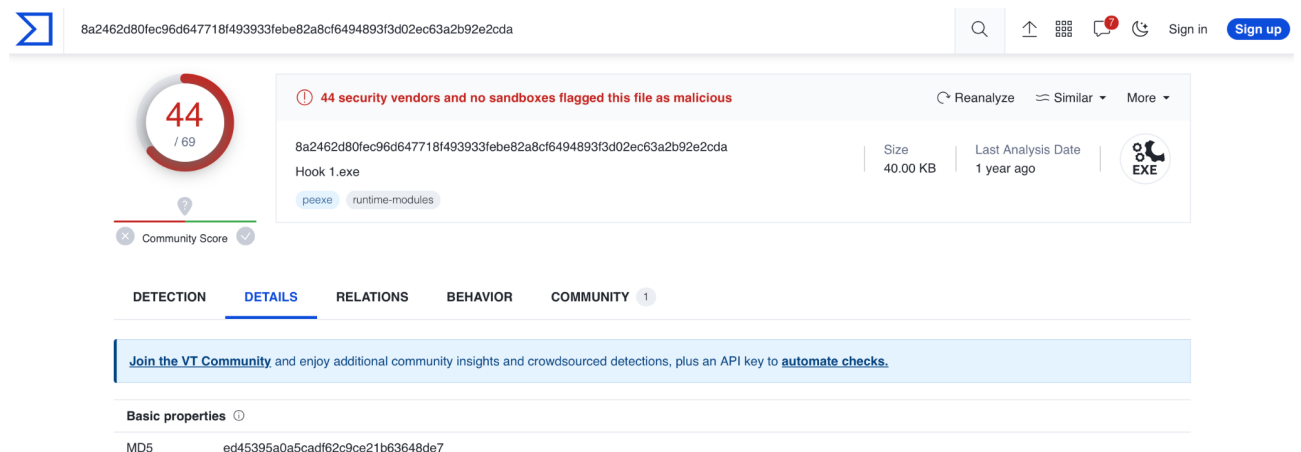 8a2462d80fec96d647718f493933febe82a8cf6494893f3d02ec63a2b92e2cda
7
Sign in
Sign up
44
/ 69
44 security vendors and no sandboxes flagged this file as malicious
Reanalyze
Similar
More
8a2462d80fec96d647718f493933febe82a8cf6494893f3d02ec63a2b92e2cda
Hook 1.exe
peexe
runtime-modules
Size
40.00 KB
Last Analysis Date
1 year ago
EXE
?
Community Score
DETECTION
DETAILS
RELATIONS
BEHAVIOR
COMMUNITY 1
Join the VT Community and enjoy additional community insights and crowdsourced detections, plus an API key to automate checks.
Basic properties
MD5 ed45395a0a5cadf62c9ce21b63648de7